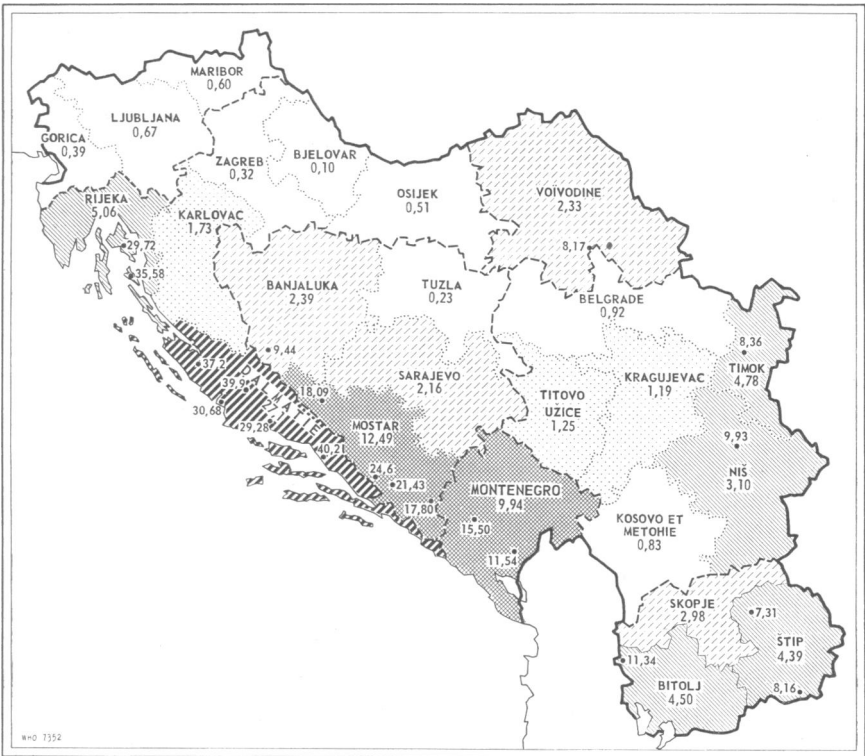 MARIBOR
0,60
LJUBLJANA
0,67
GORICA
0,39
ZAGREB
0,32
BJELOVAR
0,10
OSIJEK
0,51
VOIVODINE
2,33
8,17
RIJEKA
5,06
29,72
35,58
KARLOVAC
1,73
BANJALUKA
2,39
TUZLA
0,23
BELGRADE
0,92
9,44
SARAJEVO
2,16
TITOVO
UŽICE
1,25
KRAGUJEVAC
1,19
8,36
TIMOK
4,78
DALMATIE
37,2
39,9
30,68
27
29,28
40,21
18,09
MOSTAR
12,49
24,6
21,43
17,80
MONTENEGRO
9,94
15,50
11,54
9,93
NIŠ
3,10
KOSOVO ET
METOHIE
0,83
SKOPJE
2,98
7,31
ŠTIP
4,39
11,34
BITOLJ
4,50
8,16
WHO 7352